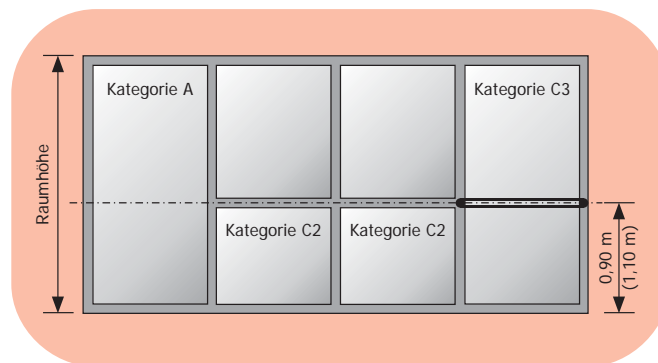 Kategorie A
Kategorie C3
Raumhöhe
Kategorie C2
Kategorie C2
0,90 m
(1,10 m)